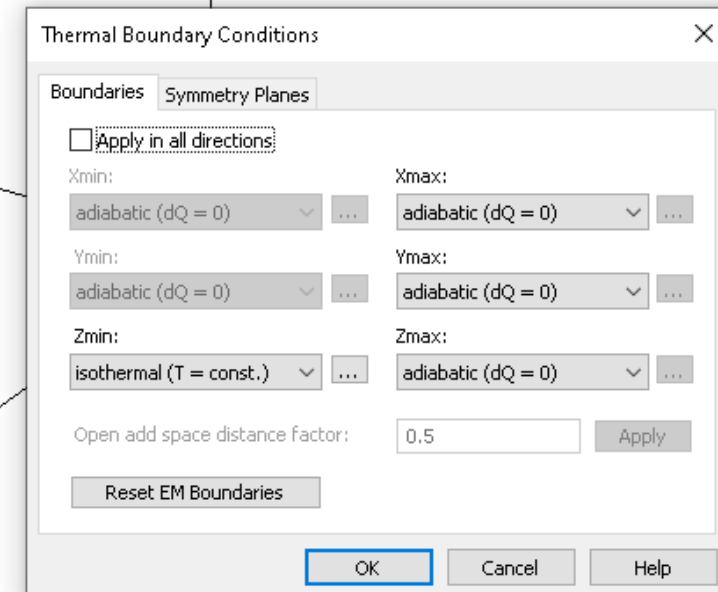 Thermal Boundary Conditions
Boundaries Symmetry Planes
Apply in all directions
Xmin: Xmax:
adiabatic (dQ = 0) ... adiabatic (dQ = 0) ...
Ymin: Ymax:
adiabatic (dQ = 0) ... adiabatic (dQ = 0) ...
Zmin: Zmax:
isothermal (T = const.) ... adiabatic (dQ = 0) ...
Open add space distance factor: 0.5 Apply
Reset EM Boundaries
OK Cancel Help